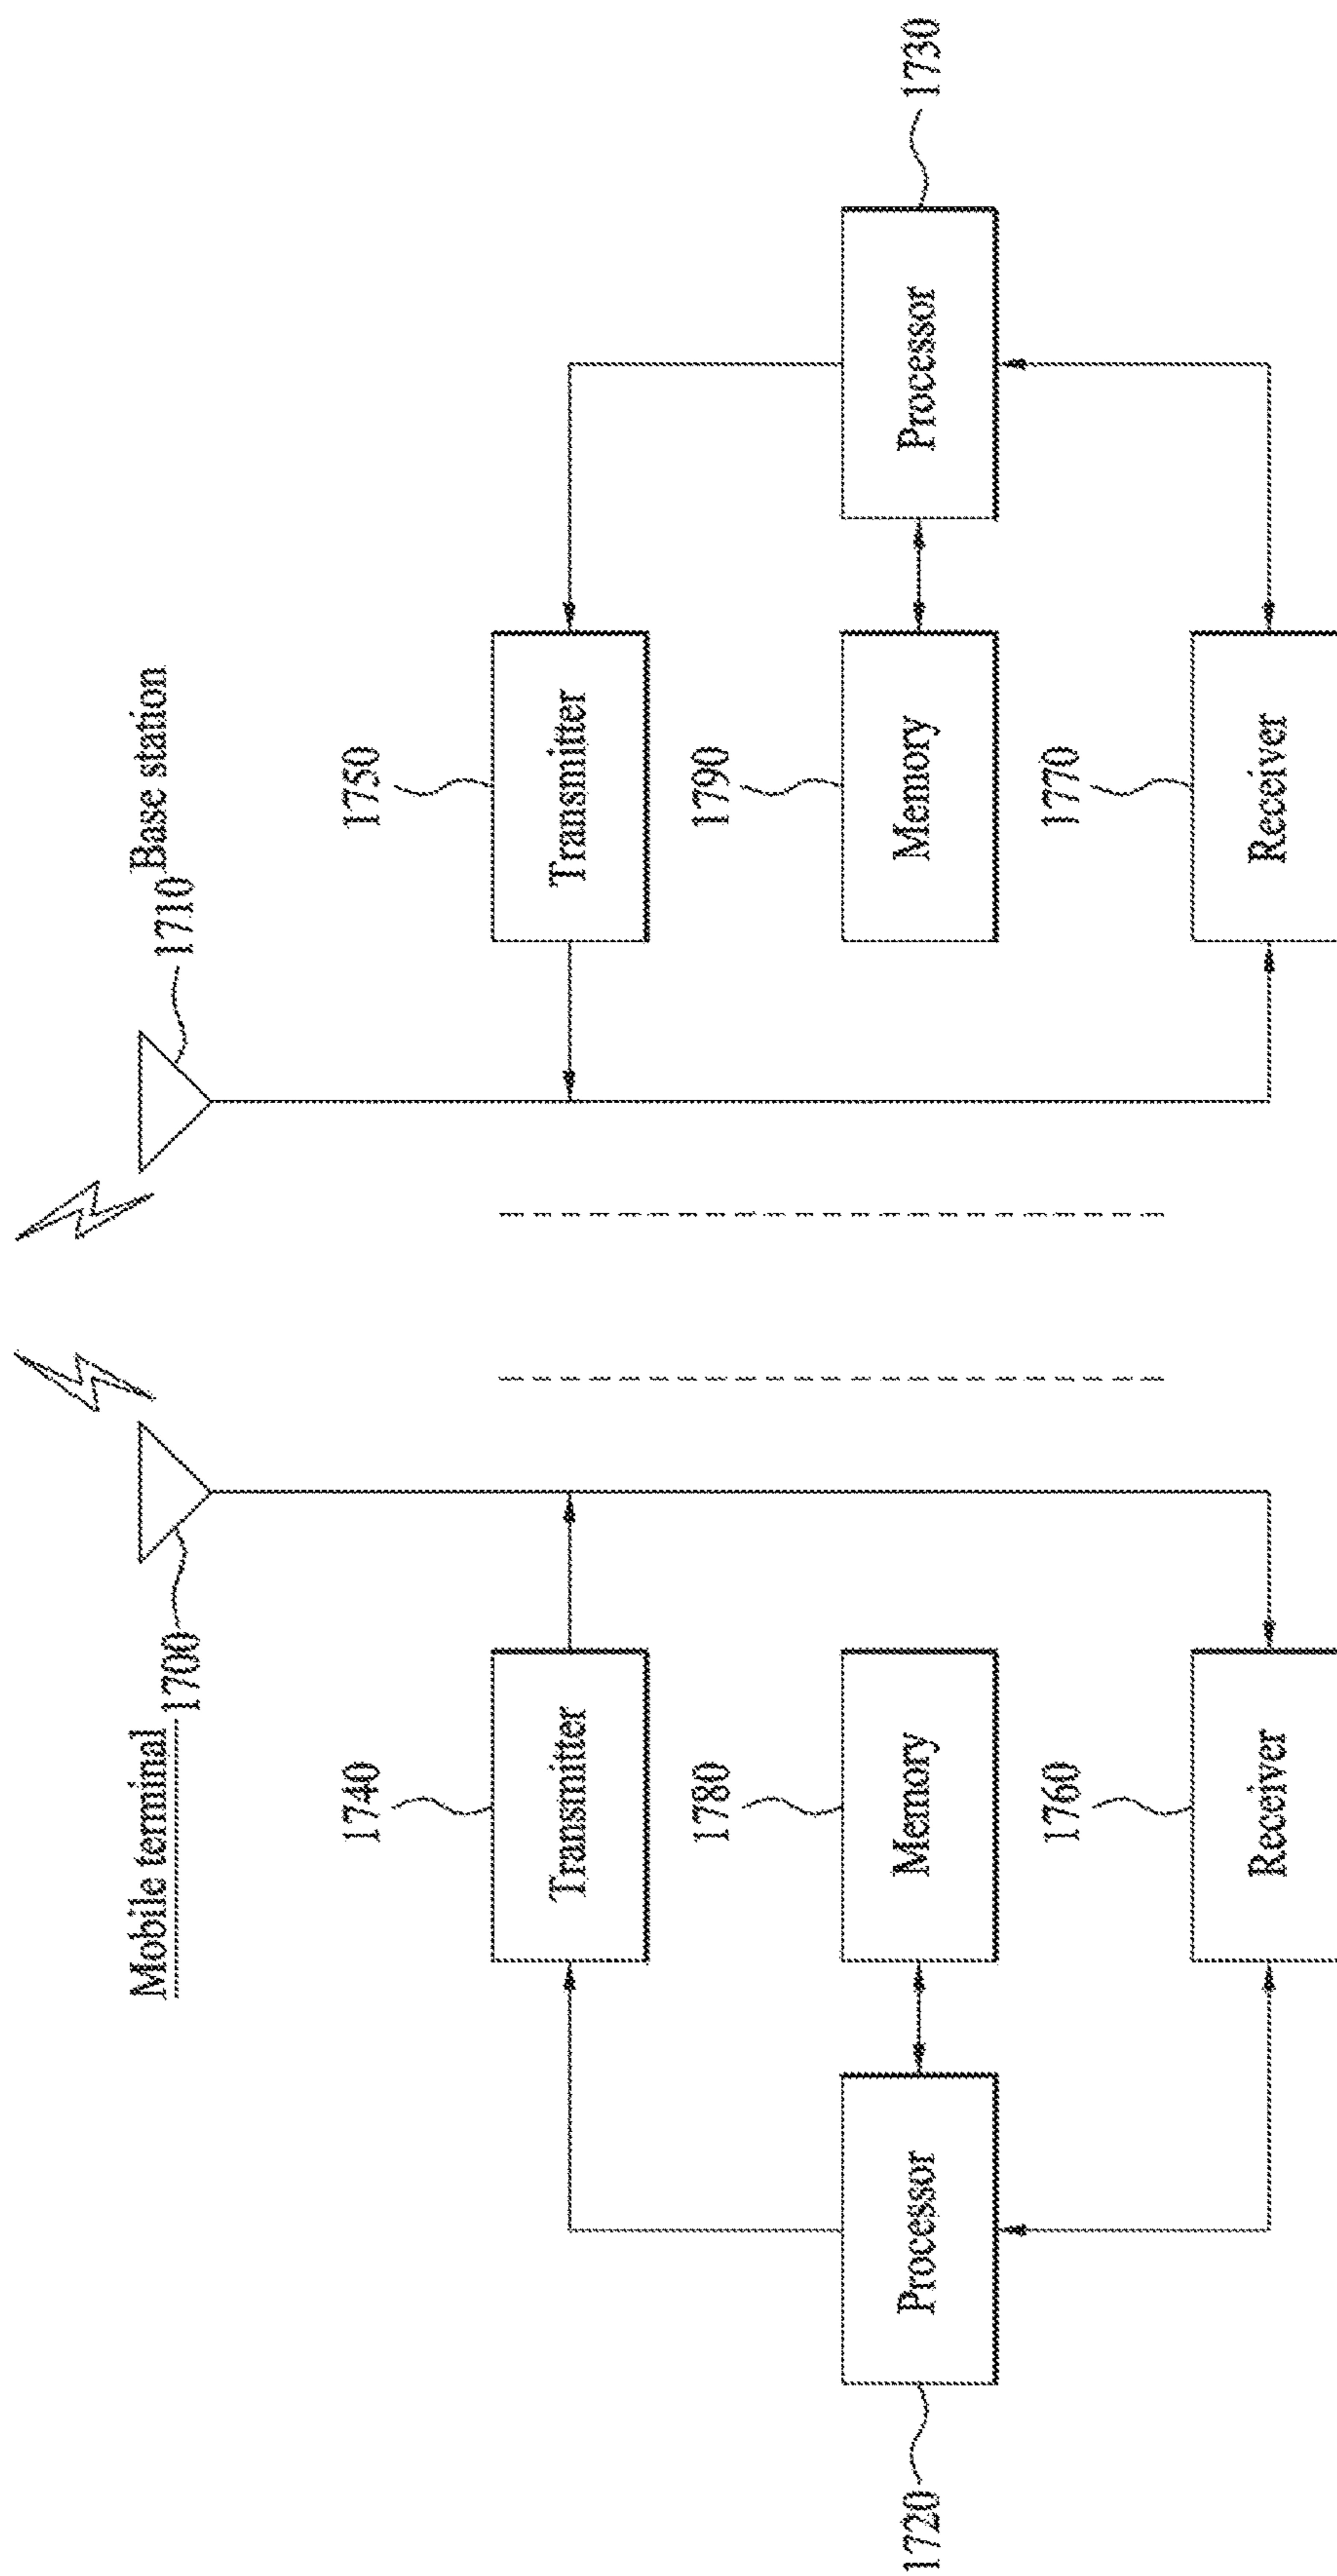 Mobile terminal
1700
Base station
1710
1740
Transmitter
1750
Transmitter
1720
Processor
1780
Memory
1790
Memory
Processor
1730
1760
Receiver
1770
Receiver